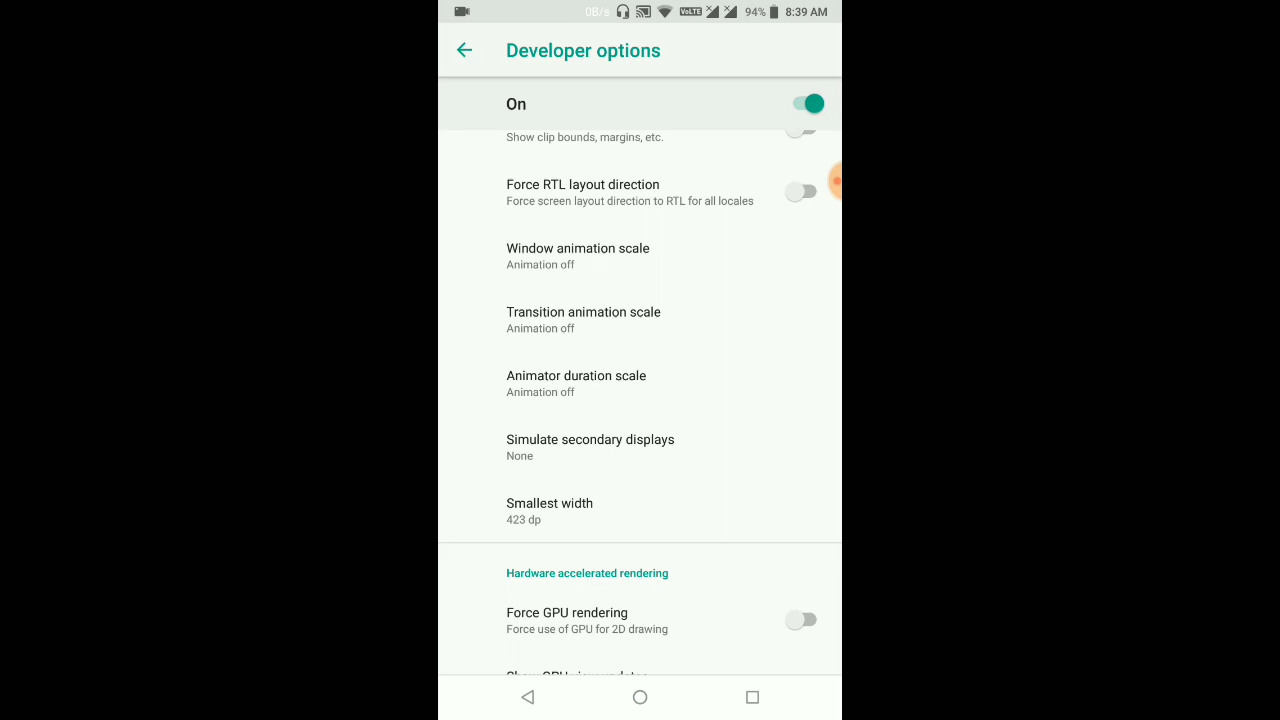 0B/s VoLTE 94% 8:39 AM
Developer options
On
Show clip bounds, margins, etc.
Force RTL layout direction
Force screen layout direction to RTL for all locales
Window animation scale
Animation off
Transition animation scale
Animation off
Animator duration scale
Animation off
Simulate secondary displays
None
Smallest width
423 dp
Hardware accelerated rendering
Force GPU rendering
Force use of GPU for 2D drawing